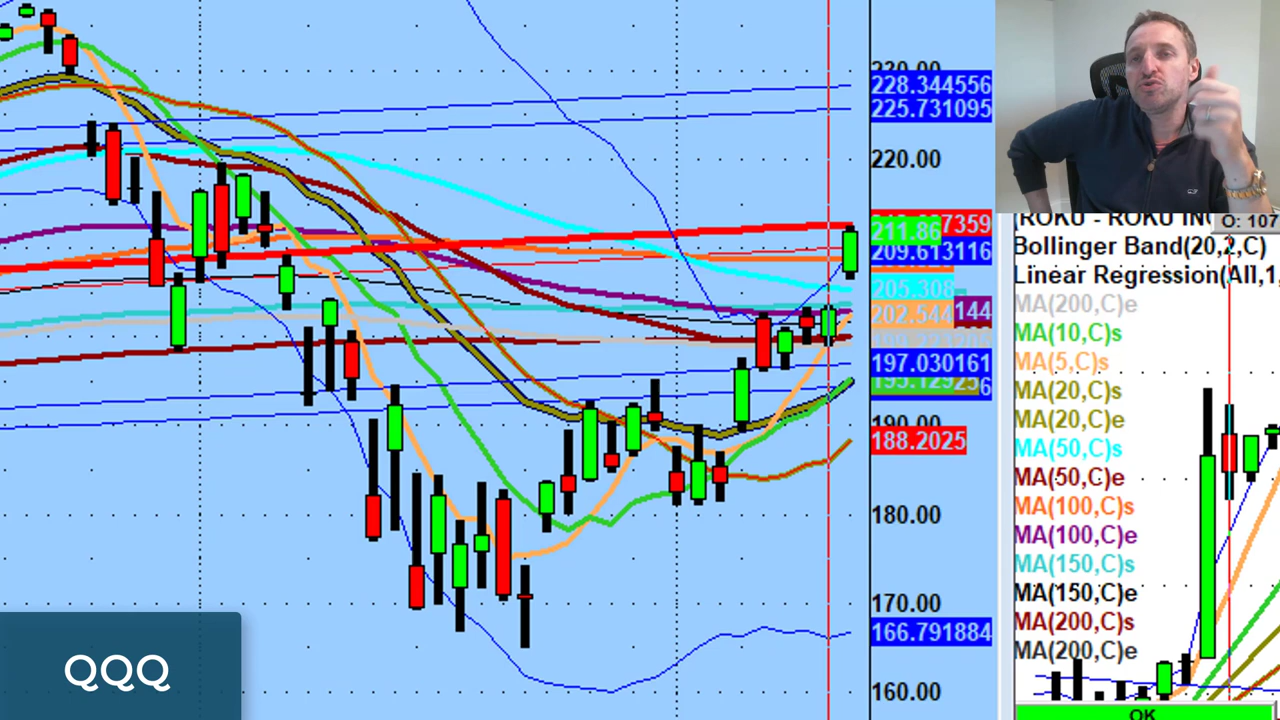 228.344556
225.731095
220.00
211.86
209.613116
205.308
202.544
144
197.030161
190.00
188.2025
180.00
170.00
166.791884
160.00
QQQ
(ROKU - ROKU INC
O: 107
Bollinger Band(20,2,C)
Linear Regression(All,1,
MA(200,C)e
MA(10,C)s
MA(5,C)s
MA(20,C)s
MA(20,C)e
MA(50,C)s
MA(50,C)e
MA(100,C)s
MA(100,C)e
MA(150,C)s
MA(150,C)e
MA(200,C)s
MA(200,C)e
OK